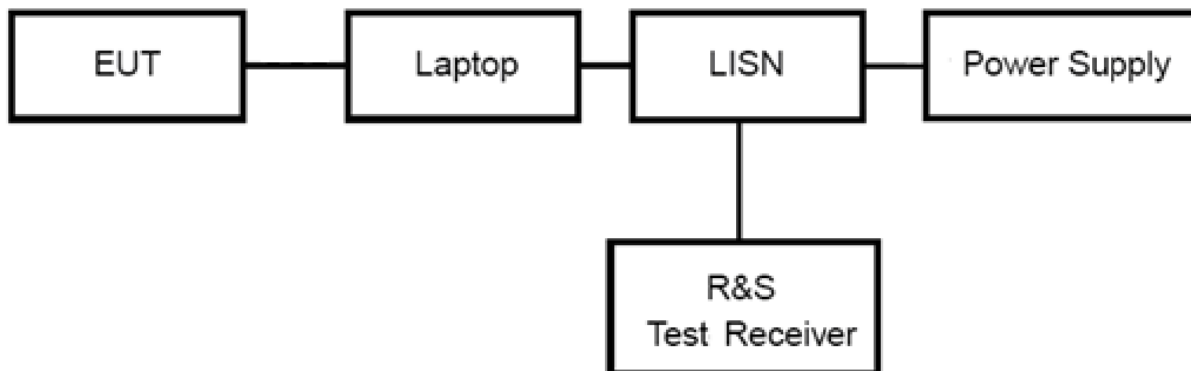 EUT
Laptop
LISN
Power Supply
R&S
Test Receiver